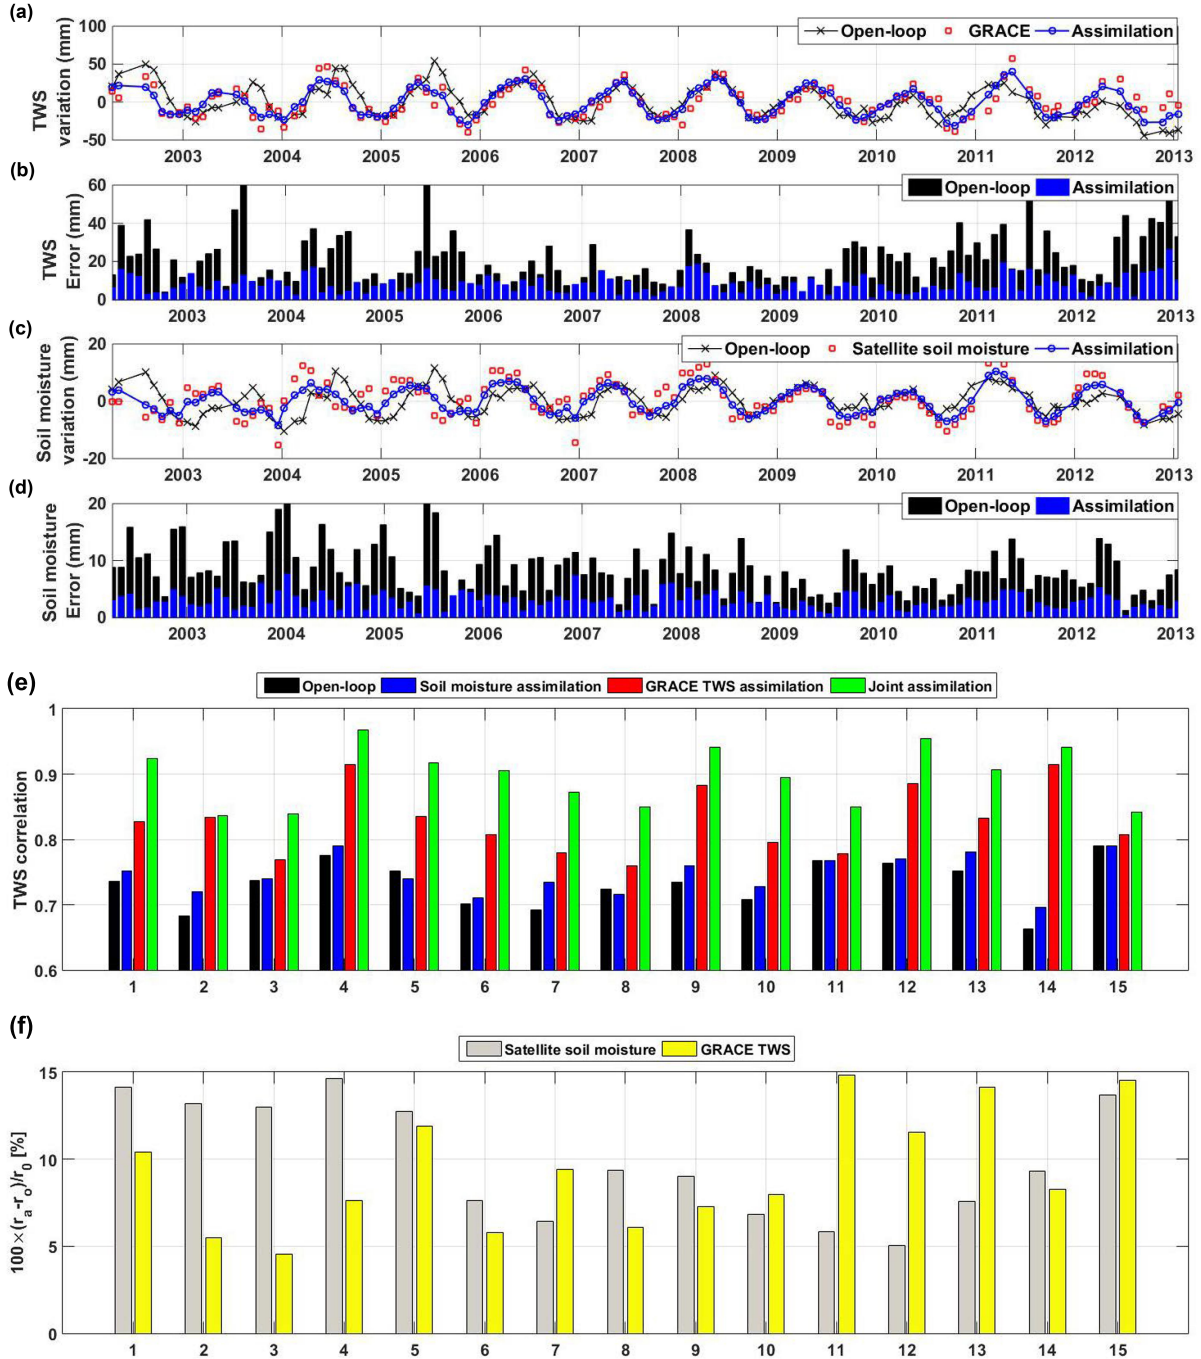 (a)
Open-loop GRACE Assimilation
TWS
variation (mm)
100
50
0
-50
2003 2004 2005 2006 2007 2008 2009 2010 2011 2012 2013
(b)
Open-loop Assimilation
TWS
Error (mm)
60
40
20
0
2003 2004 2005 2006 2007 2008 2009 2010 2011 2012 2013
(c)
Open-loop Satellite soil moisture Assimilation
Soil moisture
variation (mm)
20
0
-20
2003 2004 2005 2006 2007 2008 2009 2010 2011 2012 2013
(d)
Open-loop Assimilation
Soil moisture
Error (mm)
20
10
0
2003 2004 2005 2006 2007 2008 2009 2010 2011 2012 2013
(e)
Open-loop Soil moisture assimilation GRACE TWS assimilation Joint assimilation
TWS correlation
1
0.9
0.8
0.7
0.6
1 2 3 4 5 6 7 8 9 10 11 12 13 14 15
(f)
Satellite soil moisture GRACE TWS
100×(ra-ro)/r0 [%]
15
10
5
0
1 2 3 4 5 6 7 8 9 10 11 12 13 14 15